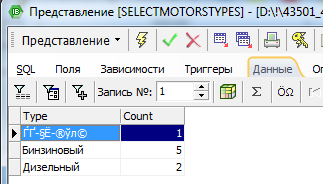 Представление [SELECTMOTORSTYPES] - [D:\!\43501_4
Представление
SQL Поля Зависимости Триггеры Данные Оп
Запись №: 1
Type Count
1
Бинзиновый 5
Дизельный 2